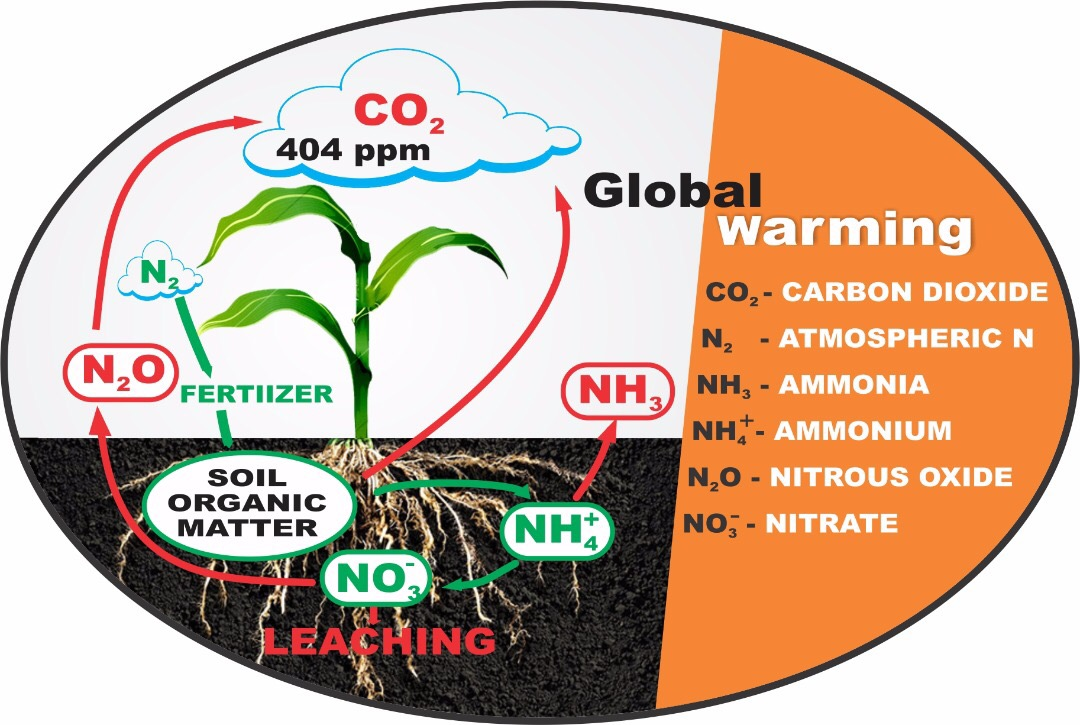 CO₂
404 ppm
Global
warming
N₂
N₂O
FERTIIZER
NH₃
SOIL
ORGANIC
MATTER
NH₄⁺
NO₃⁻
LEACHING
CO₂ - CARBON DIOXIDE
N₂ - ATMOSPHERIC N
NH₃ - AMMONIA
NH₄⁺ - AMMONIUM
N₂O - NITROUS OXIDE
NO₃⁻ - NITRATE